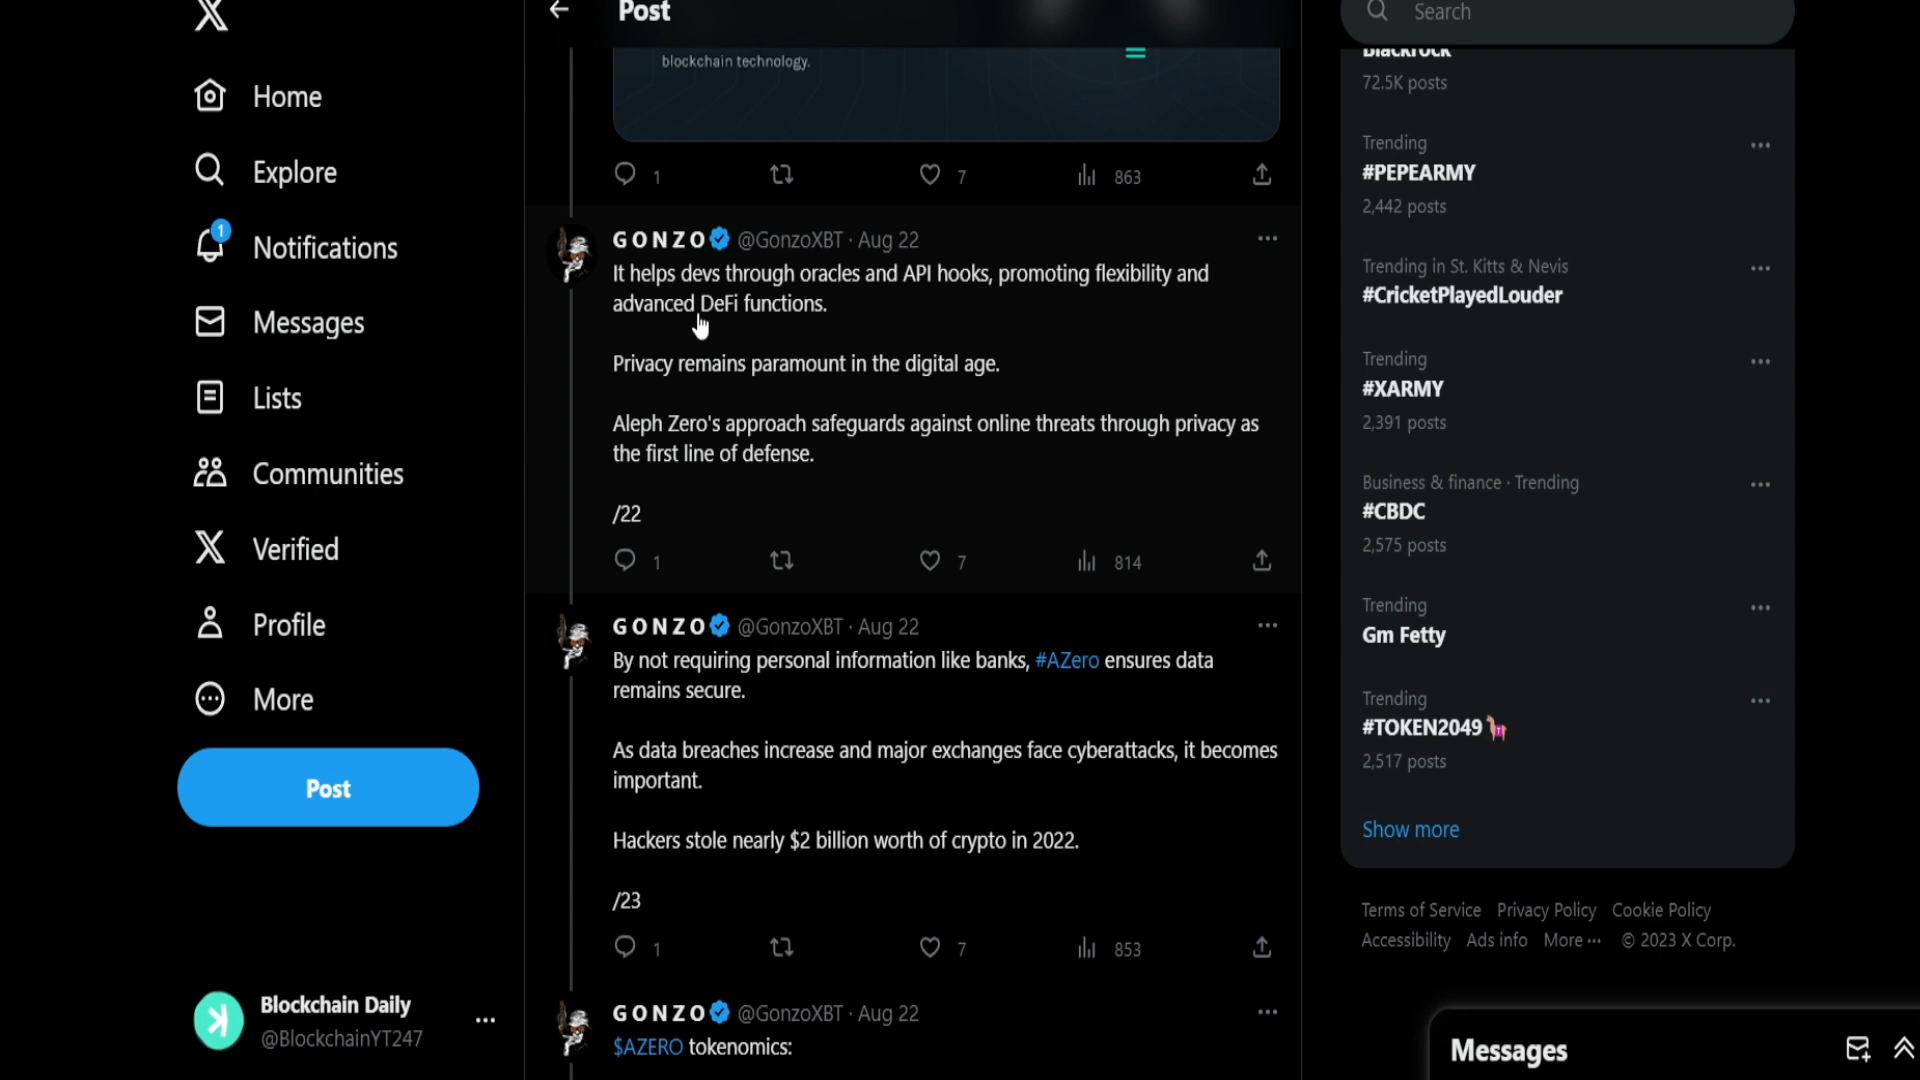 Home
Explore
1
Notifications
Messages
Lists
Communities
Verified
Profile
More
Post
Blockchain Daily
@BlockchainYT247
Post
blockchain technology.
1
7
863
GONZO @GonzoXBT · Aug 22
It helps devs through oracles and API hooks, promoting flexibility and
advanced DeFi functions.
Privacy remains paramount in the digital age.
Aleph Zero's approach safeguards against online threats through privacy as
the first line of defense.
/22
1
7
814
GONZO @GonzoXBT · Aug 22
By not requiring personal information like banks, #AZero ensures data
remains secure.
As data breaches increase and major exchanges face cyberattacks, it becomes
important.
Hackers stole nearly $2 billion worth of crypto in 2022.
/23
1
7
853
GONZO @GonzoXBT · Aug 22
$AZERO tokenomics:
Search
Blackrock
72.5K posts
Trending
#PEPEARMY
2,442 posts
Trending in St. Kitts & Nevis
#CricketPlayedLouder
Trending
#XARMY
2,391 posts
Business & finance · Trending
#CBDC
2,575 posts
Trending
Gm Fetty
Trending
#TOKEN2049
2,517 posts
Show more
Terms of Service Privacy Policy Cookie Policy
Accessibility Ads info More ··· © 2023 X Corp.
Messages